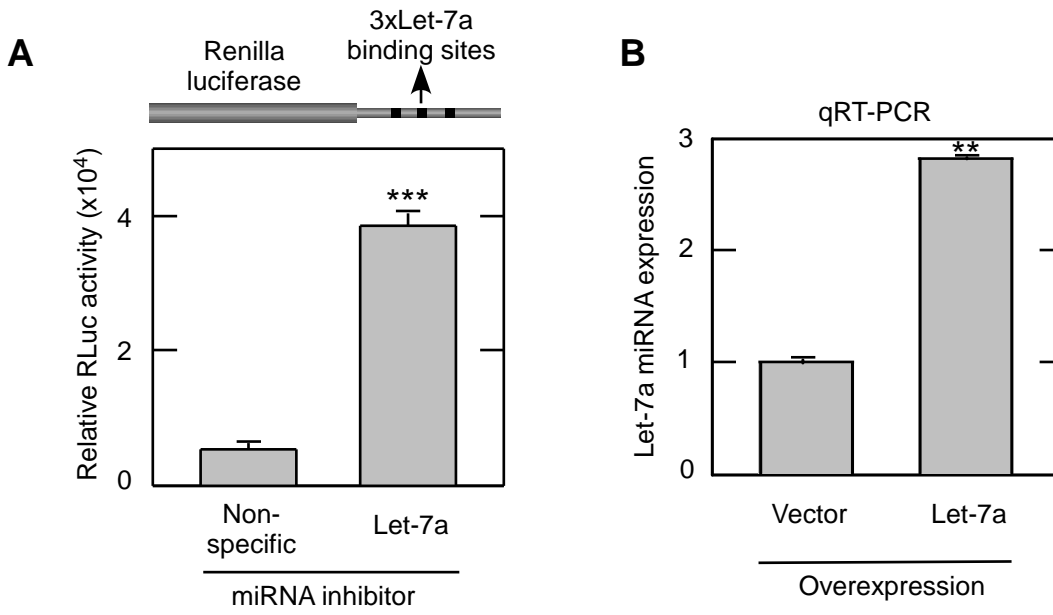 A
Renilla
luciferase
3xLet-7a
binding sites
Relative RLuc activity (x10⁴)
4
2
0
***
Non-
specific
Let-7a
miRNA inhibitor
B
qRT-PCR
Let-7a miRNA expression
3
2
1
0
**
Vector
Let-7a
Overexpression